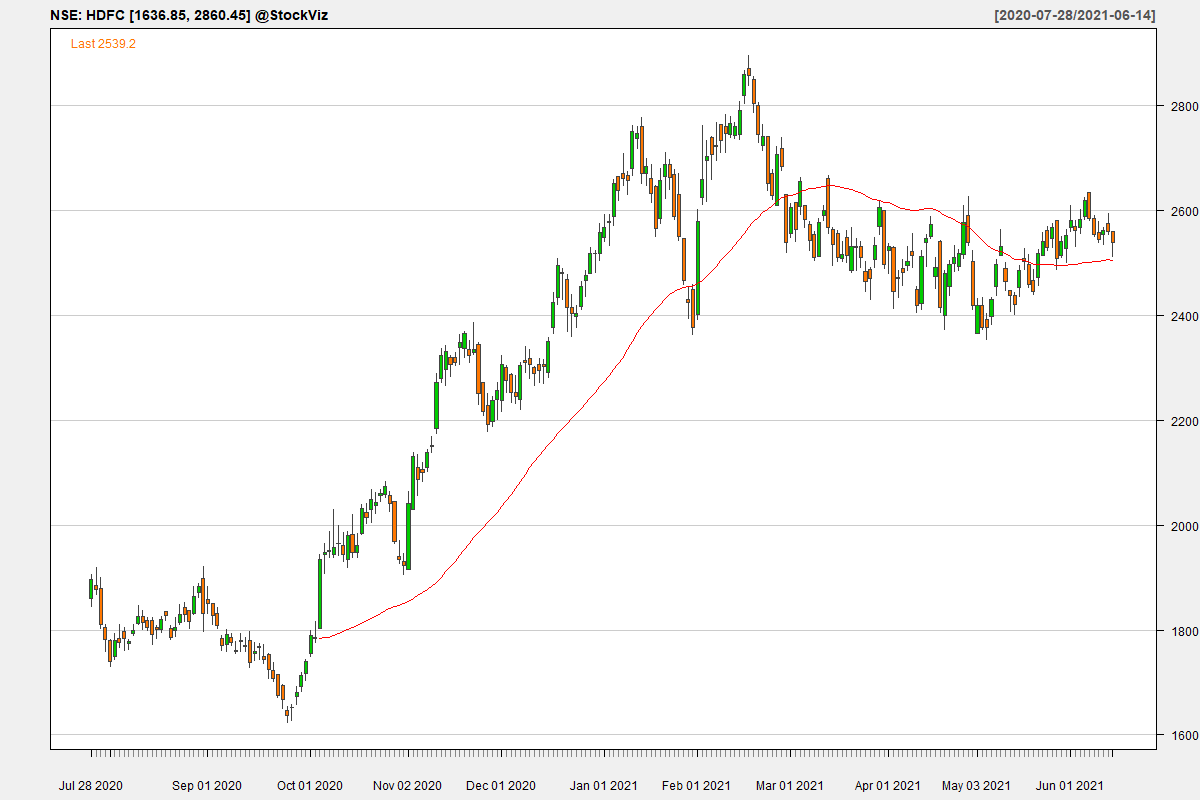 NSE: HDFC [1636.85, 2860.45] @StockViz [2020-07-28/2021-06-14]
Last 2539.2
2800
2600
2400
2200
2000
1800
1600
Jul 28 2020 Sep 01 2020 Oct 01 2020 Nov 02 2020 Dec 01 2020 Jan 01 2021 Feb 01 2021 Mar 01 2021 Apr 01 2021 May 03 2021 Jun 01 2021